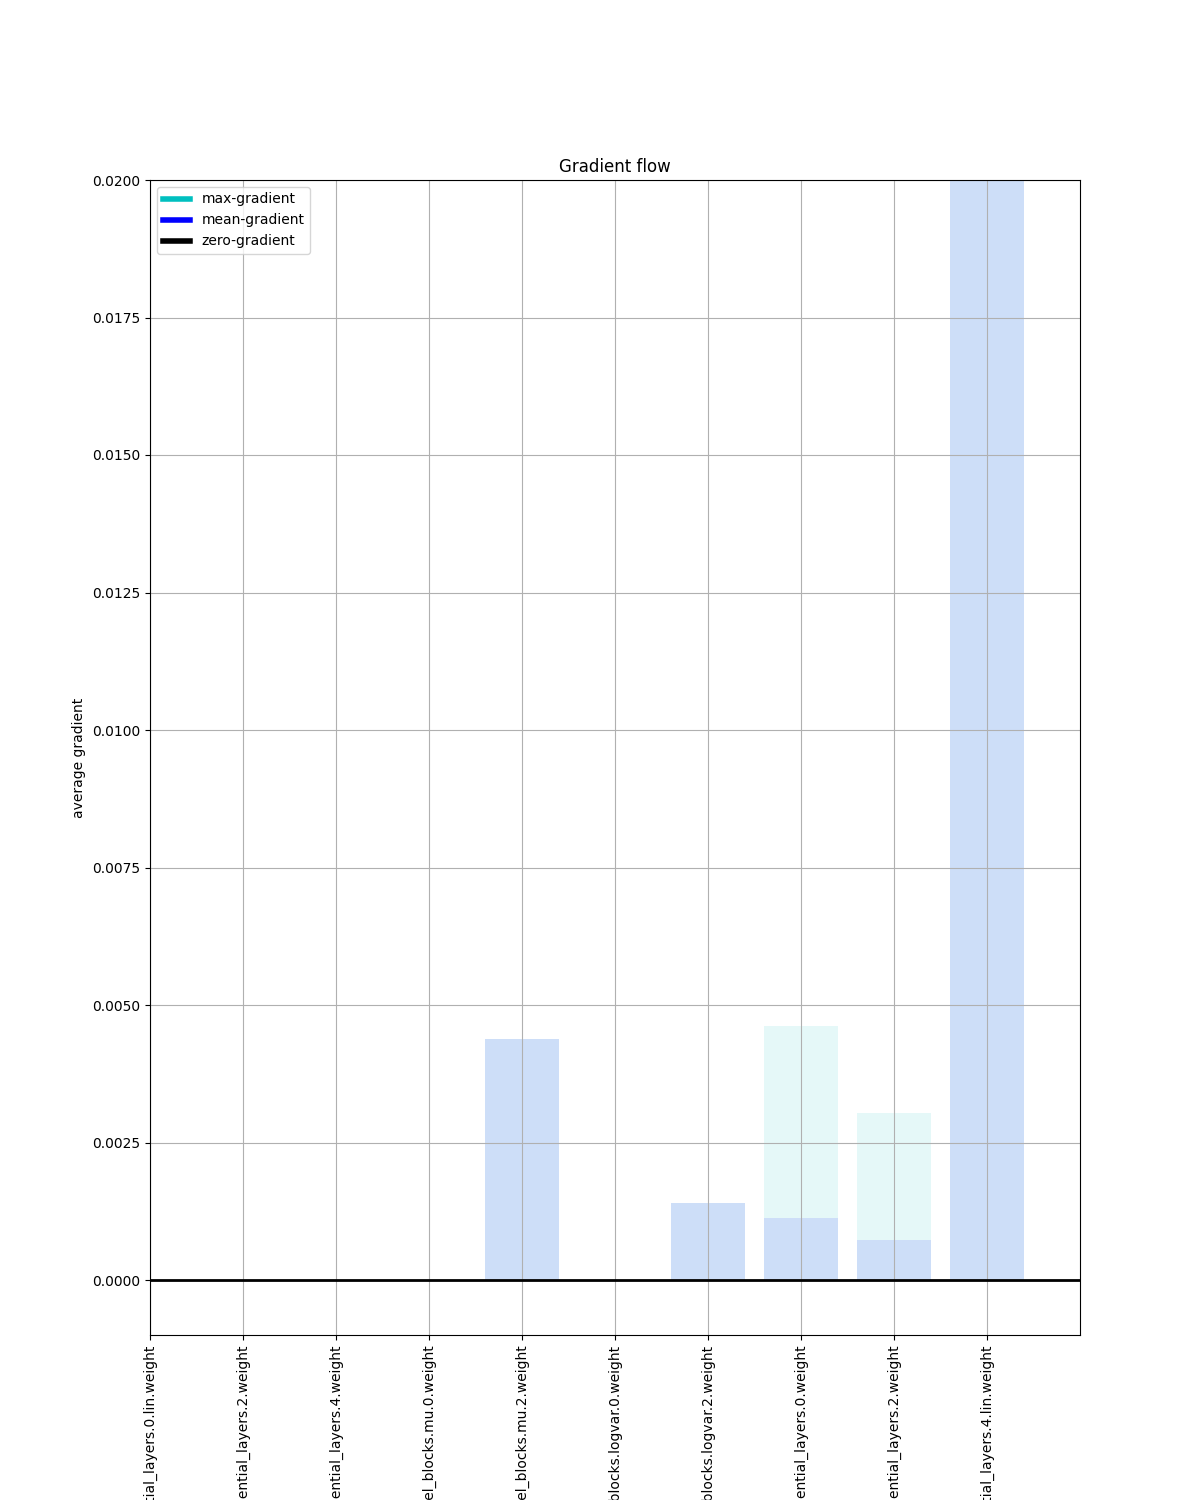 Gradient flow
max-gradient
mean-gradient
zero-gradient
0.0200
0.0175
0.0150
0.0125
0.0100
0.0075
0.0050
0.0025
0.0000
average gradient
tial_layers.0.lin.weight
ential_layers.2.weight
ential_layers.4.weight
el_blocks.mu.0.weight
el_blocks.mu.2.weight
blocks.logvar.0.weight
blocks.logvar.2.weight
ential_layers.0.weight
ential_layers.2.weight
tial_layers.4.lin.weight